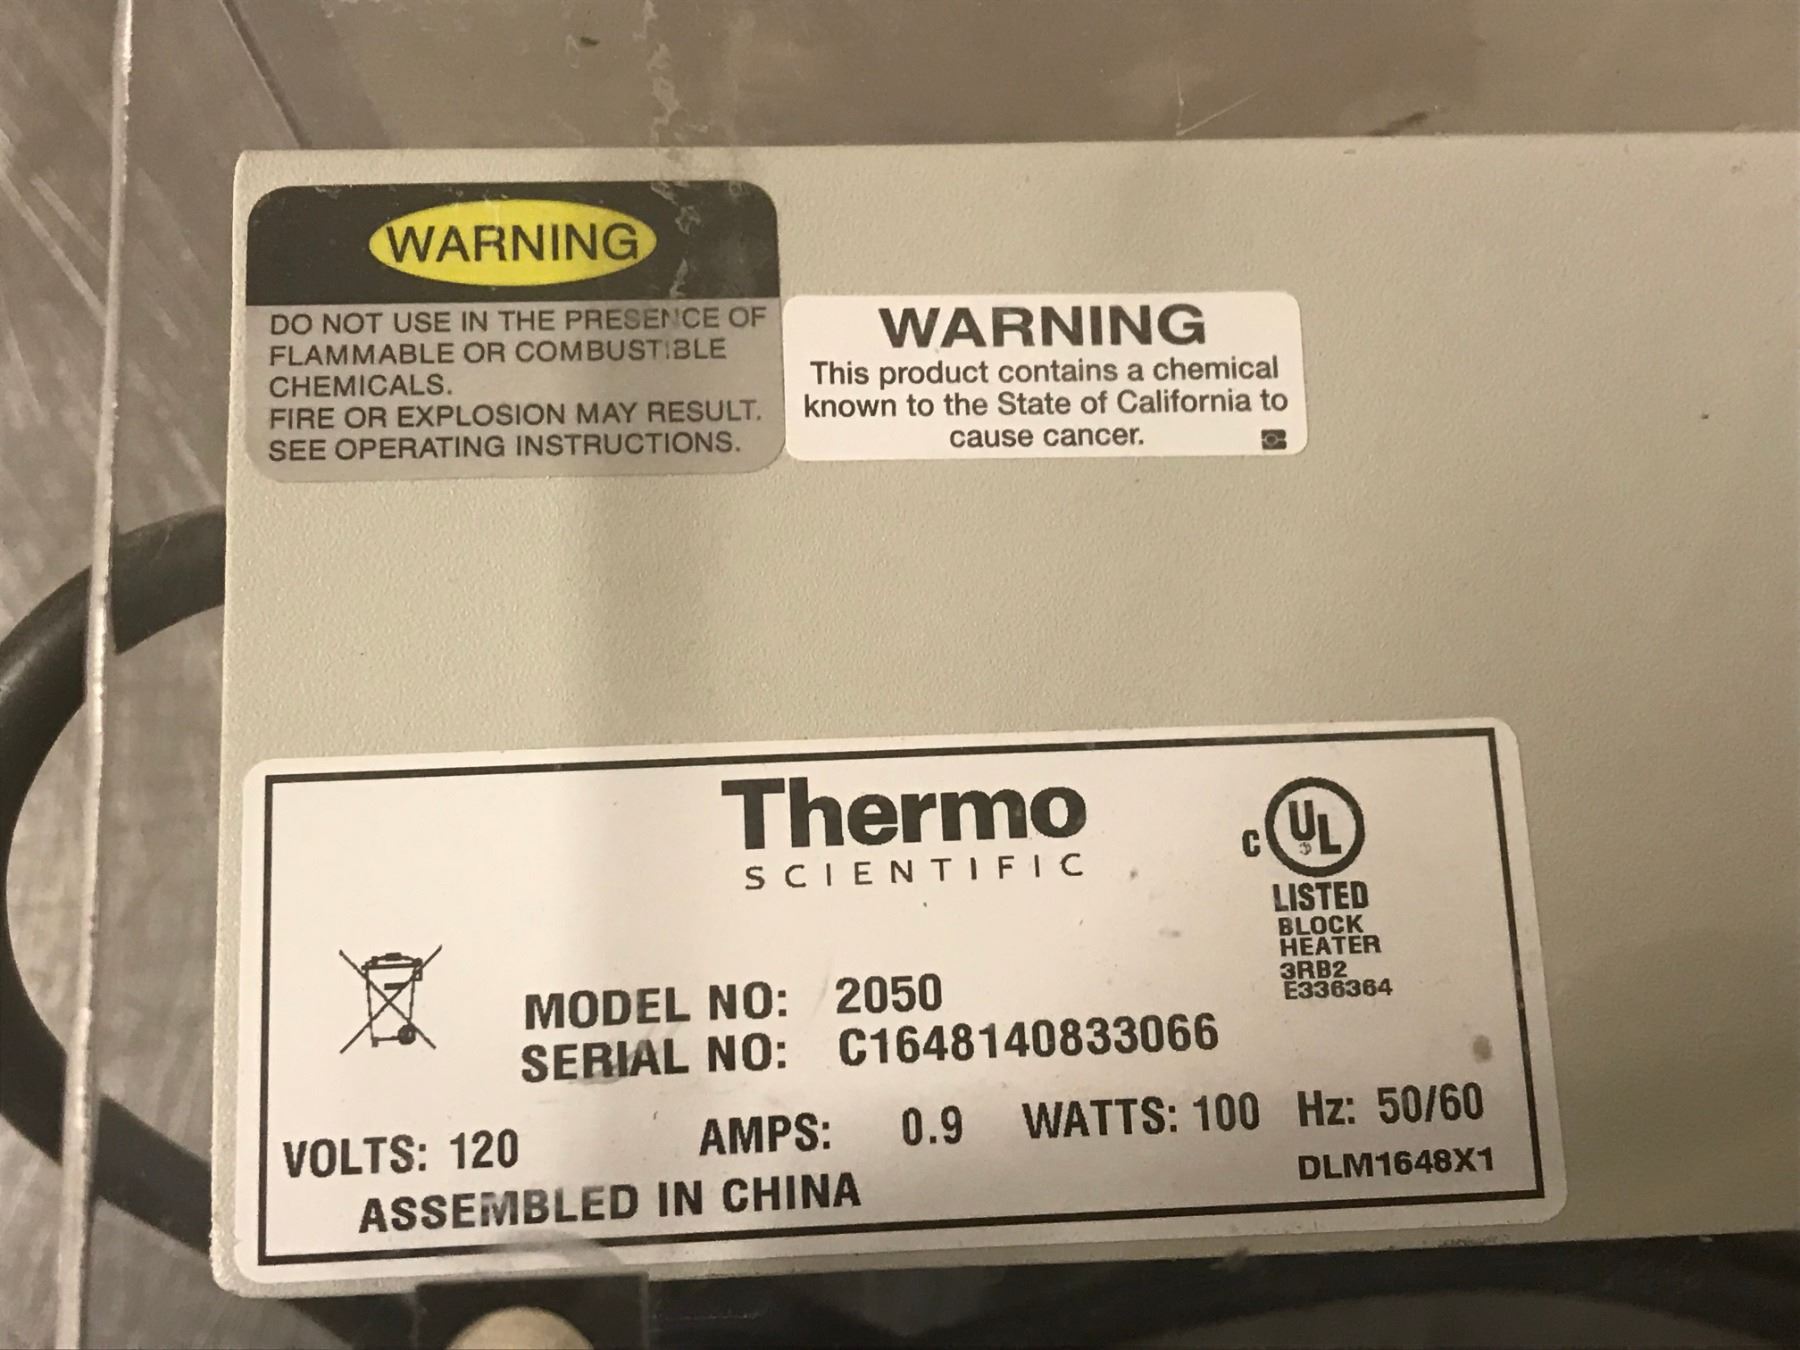 WARNING
DO NOT USE IN THE PRESENCE OF
FLAMMABLE OR COMBUSTIBLE
CHEMICALS.
FIRE OR EXPLOSION MAY RESULT.
SEE OPERATING INSTRUCTIONS.
WARNING
This product contains a chemical
known to the State of California to
cause cancer.
Thermo
SCIENTIFIC
C UL
LISTED
BLOCK
HEATER
3RB2
E336364
MODEL NO: 2050
SERIAL NO: C1648140833066
VOLTS: 120 AMPS: 0.9 WATTS: 100 Hz: 50/60
ASSEMBLED IN CHINA
DLM1648X1